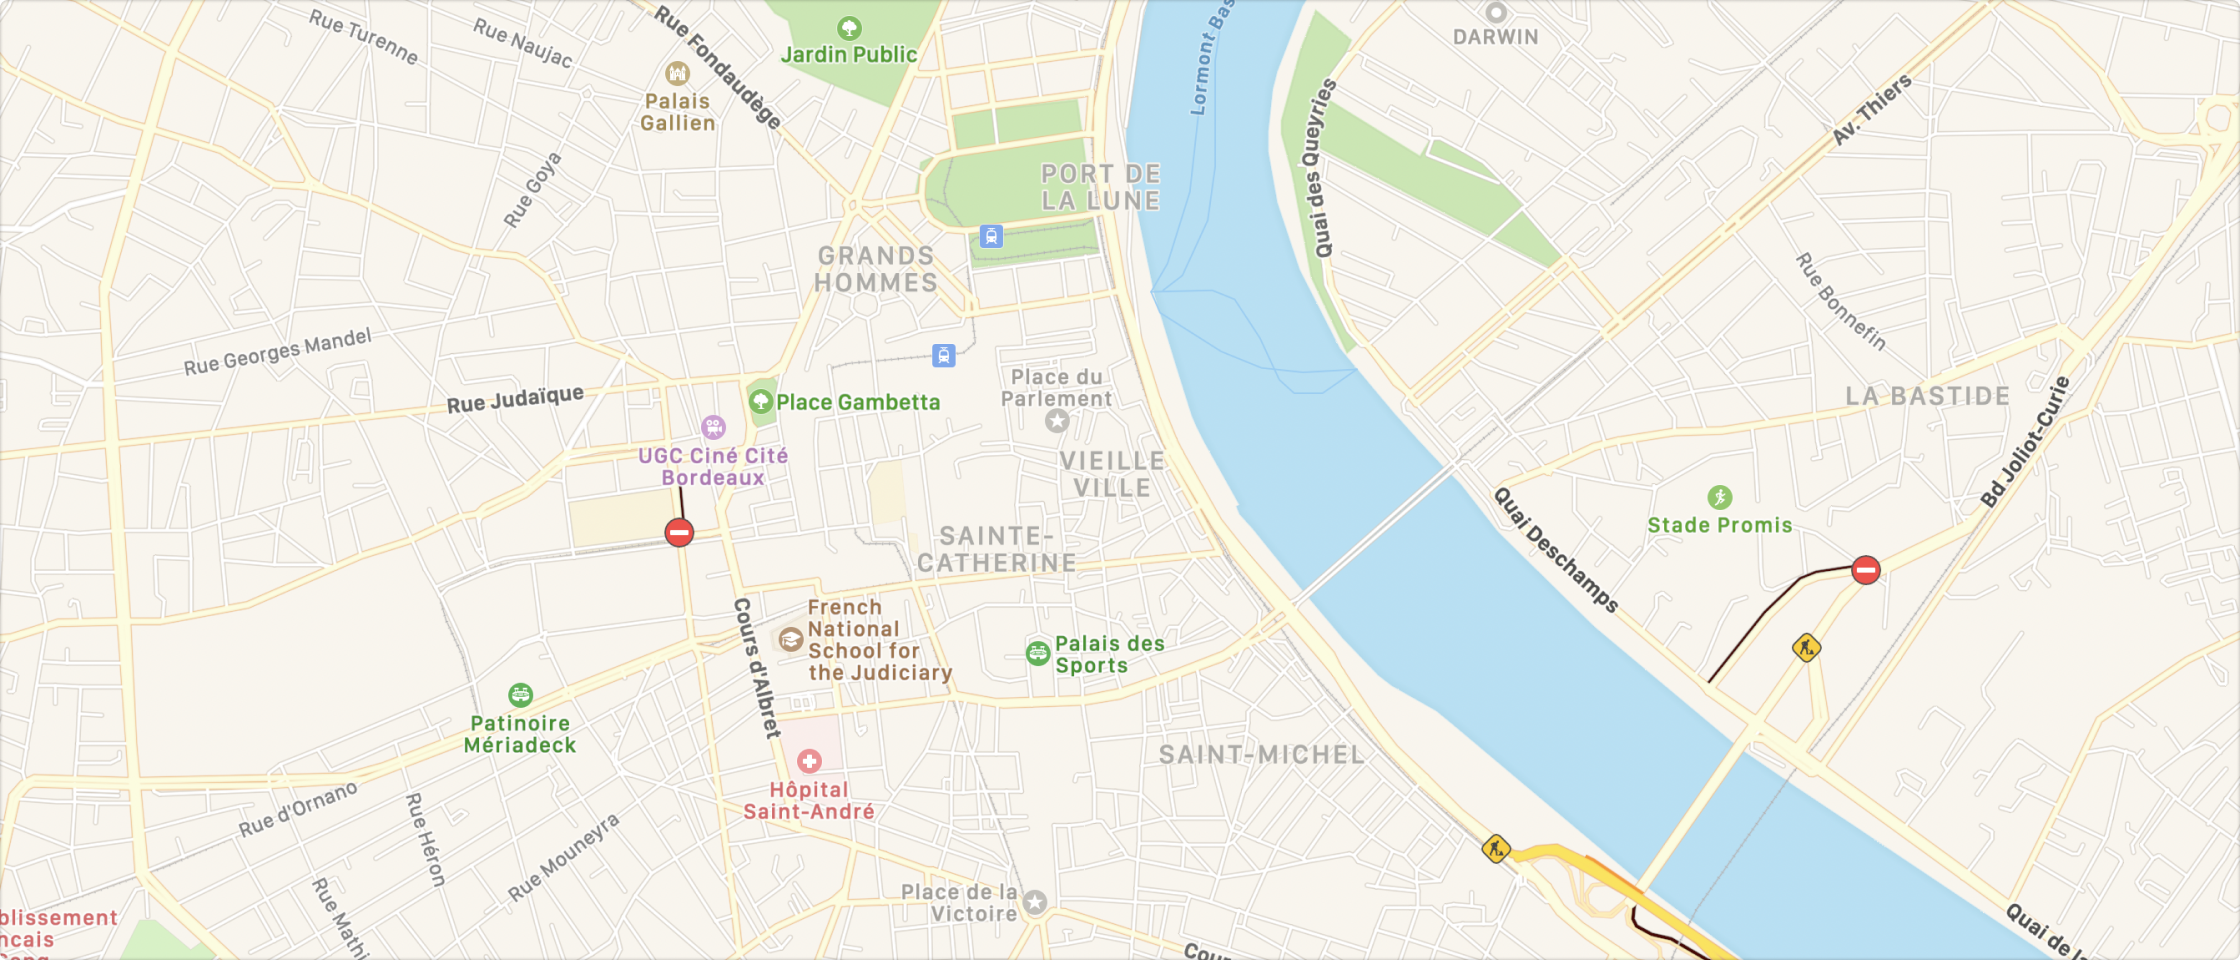 Rue Turenne
Rue Naujac
Rue Fondaudège
Jardin Public
Palais
Gallien
Rue Goya
Lormont Bas
DARWIN
Quai des Queyries
Av. Thiers
PORT DE
LA LUNE
GRANDS
HOMMES
Rue Bonnefin
Rue Georges Mandel
Rue Judaïque
Place Gambetta
Place du
Parlement
LA BASTIDE
Bd Joliot-Curie
UGC Ciné Cité
Bordeaux
VIEILLE
VILLE
Quai Deschamps
Stade Promis
SAINTE-
CATHERINE
Cours d'Albret
French
National
School for
the Judiciary
Palais des
Sports
Patinoire
Mériadeck
SAINT-MICHEL
Hôpital
Saint-André
Rue d'Ornano
Rue Héron
Rue Mouneyra
Rue Mathi
Place de la
Victoire
blissement
ncais
Sang
Cour
Quai de la